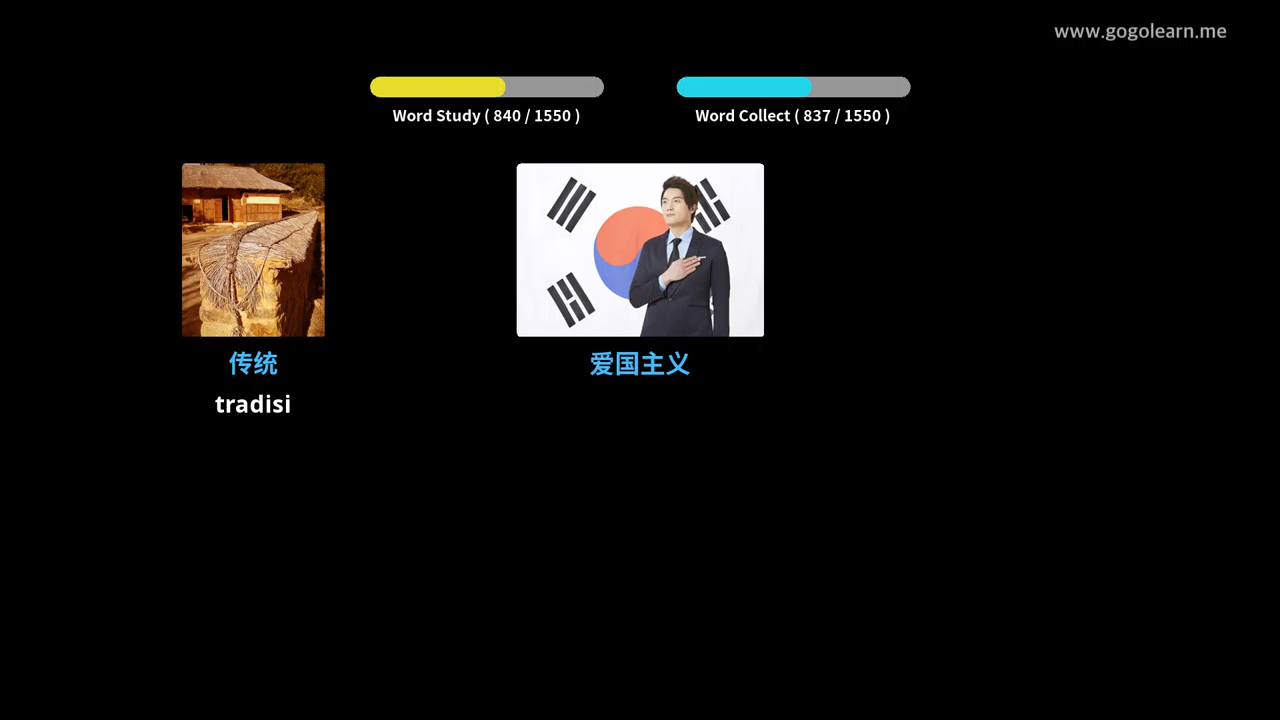 www.gogolearn.me
Word Study ( 840 / 1550 )
Word Collect ( 837 / 1550 )
传统
爱国主义
tradisi